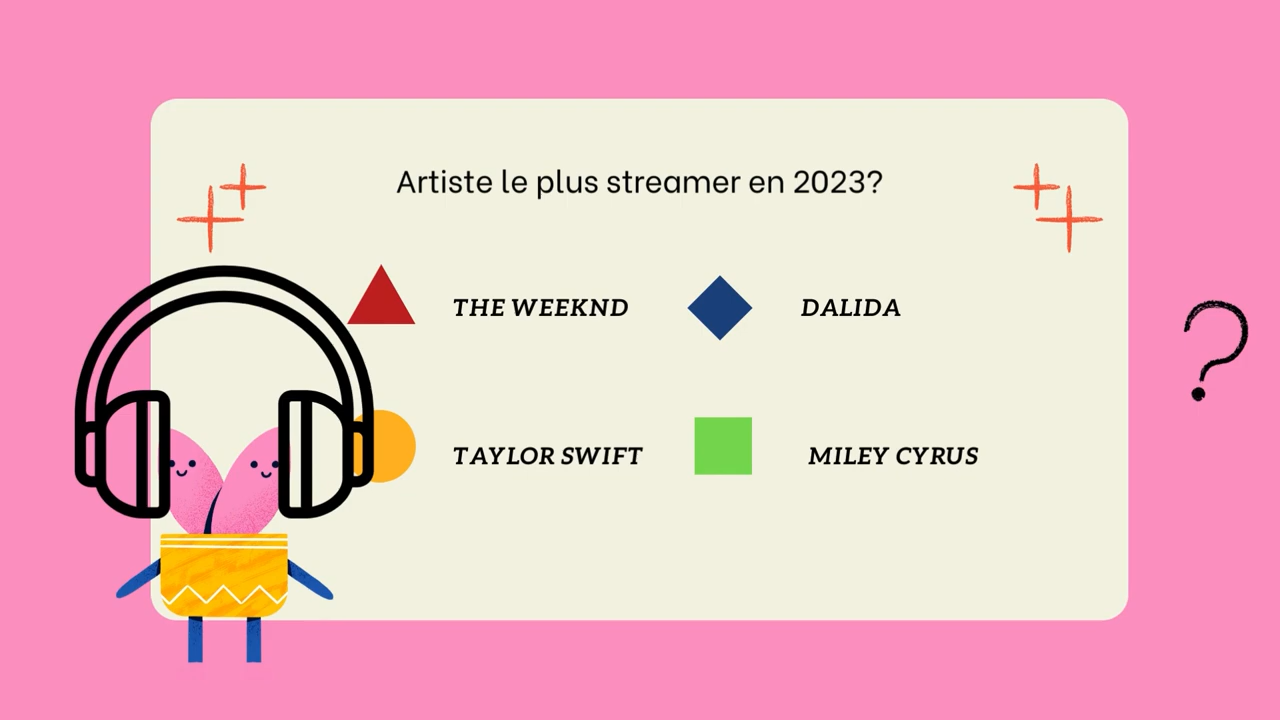 Artiste le plus streamer en 2023?
THE WEEKND
DALIDA
TAYLOR SWIFT
MILEY CYRUS
?